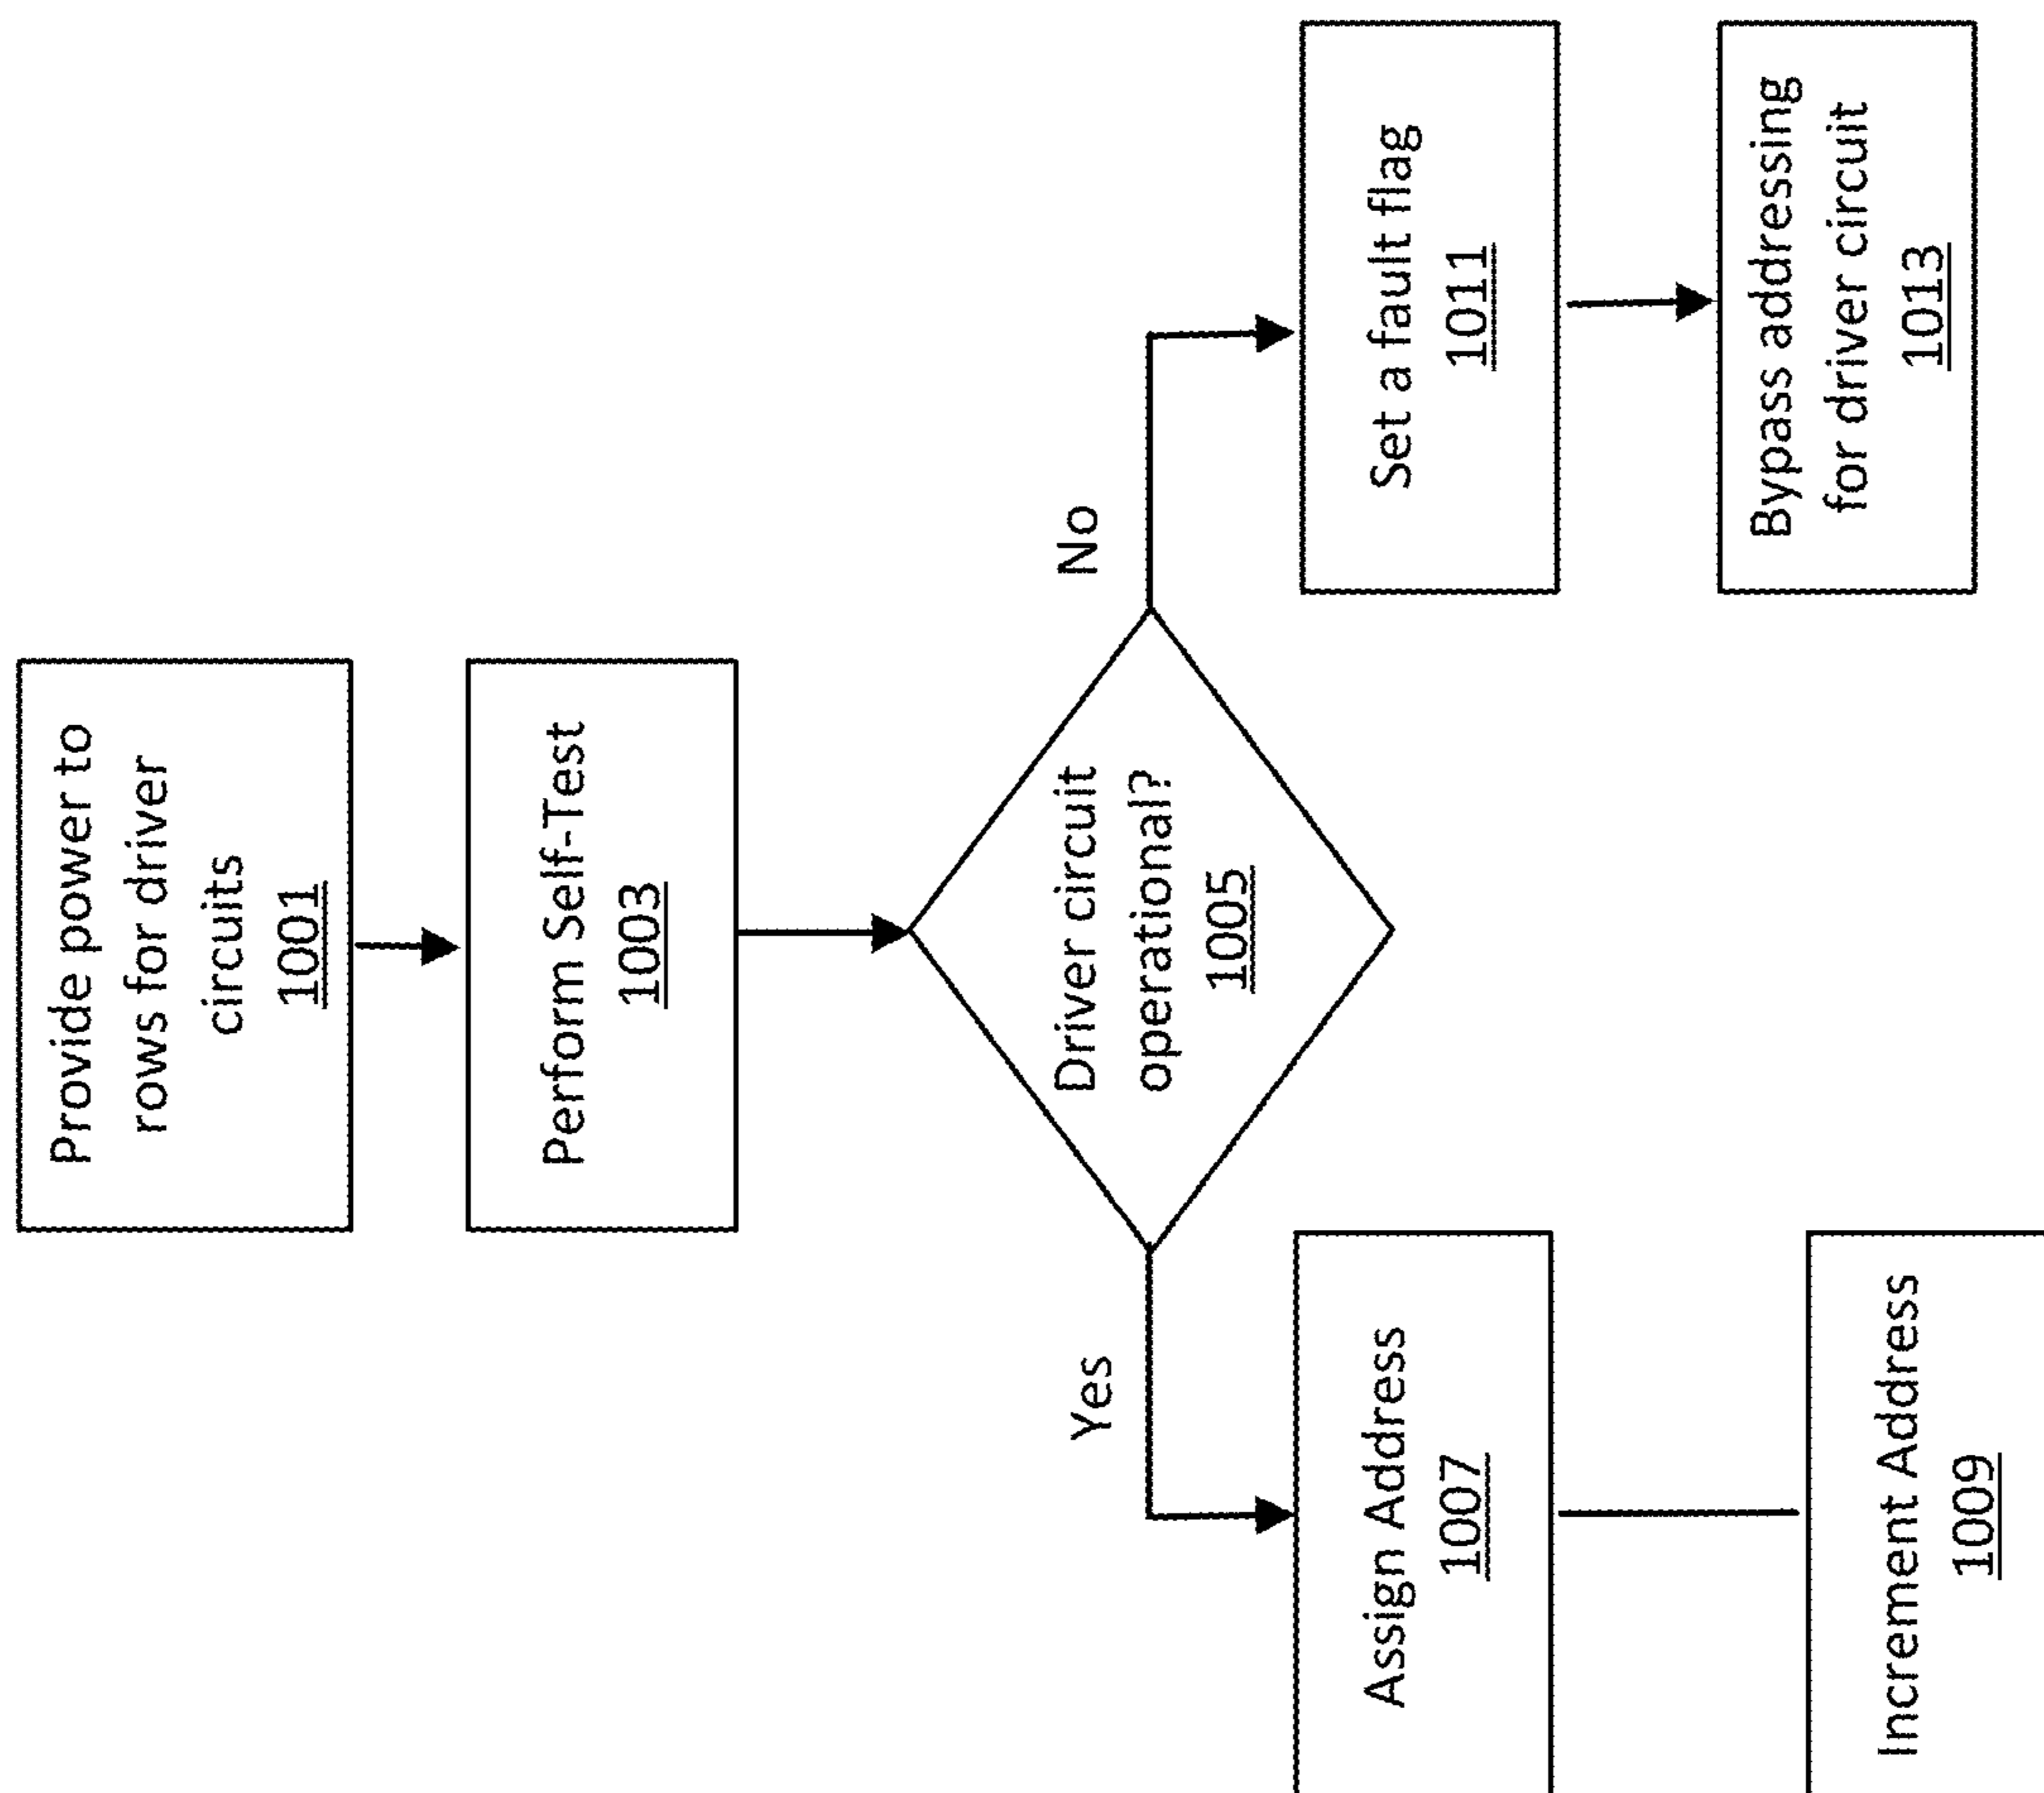 Provide power to
rows for driver
circuits
1001
Perform Self-Test
1003
Driver circuit
operational?
1005
Yes
No
Assign Address
1007
Increment Address
1009
Set a fault flag
1011
Bypass addressing
for driver circuit
1013